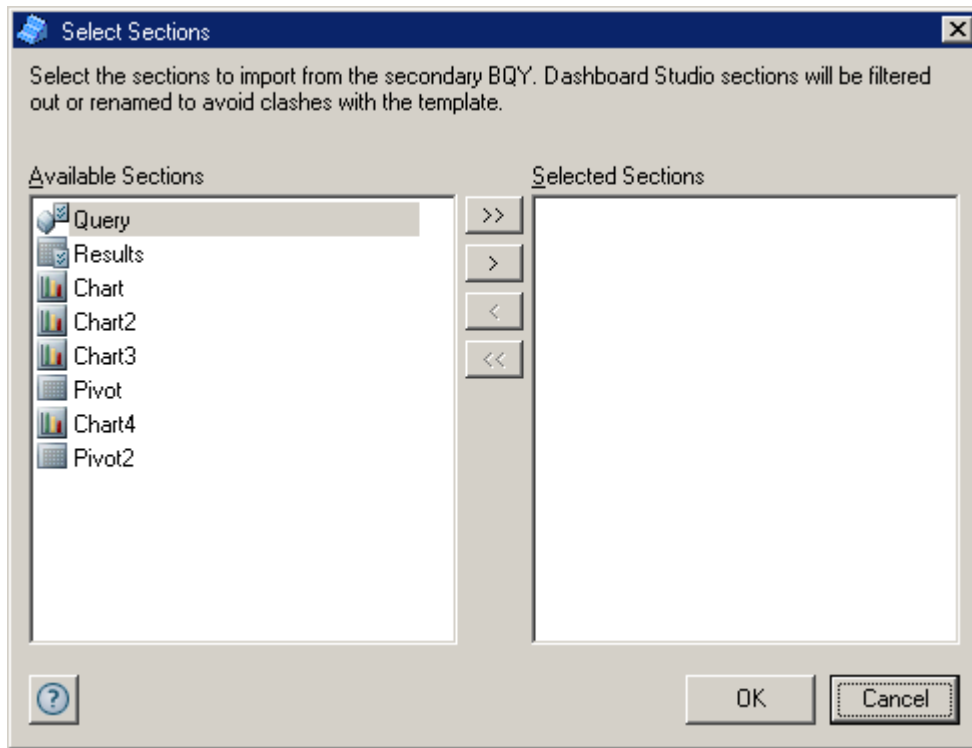 Select Sections
Select the sections to import from the secondary BQY. Dashboard Studio sections will be filtered
out or renamed to avoid clashes with the template.
Available Sections
Selected Sections
Query
Results
Chart
Chart2
Chart3
Pivot
Chart4
Pivot2
>>
>
<
<<
?
OK
Cancel